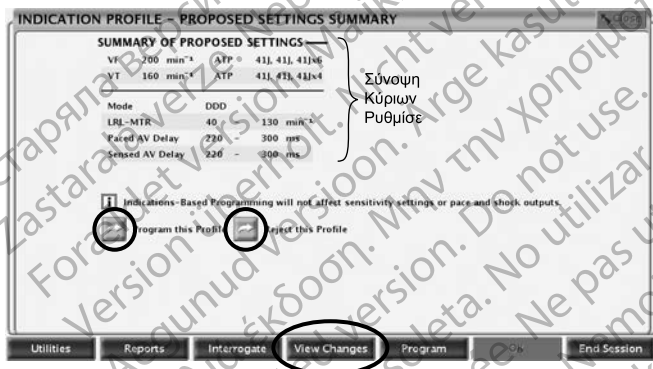 INDICATION PROFILE – PROPOSED SETTINGS SUMMARY
Close
SUMMARY OF PROPOSED SETTINGS
VF 200 min⁻¹ ATP 41J, 41J, 41Jx6
VT 160 min⁻¹ ATP 41J, 41J, 41Jx4
Mode DDD
LRL-MTR 40 - 130 min⁻¹
Paced AV Delay 220 - 300 ms
Sensed AV Delay 220 - 300 ms
Σύνοψη
Κύριων
Ρυθμίσε
i Indications-Based Programming will not affect sensitivity settings or pace and shock outputs.
Program this Profile Reject this Profile
Utilities Reports Interrogate View Changes Program End Session